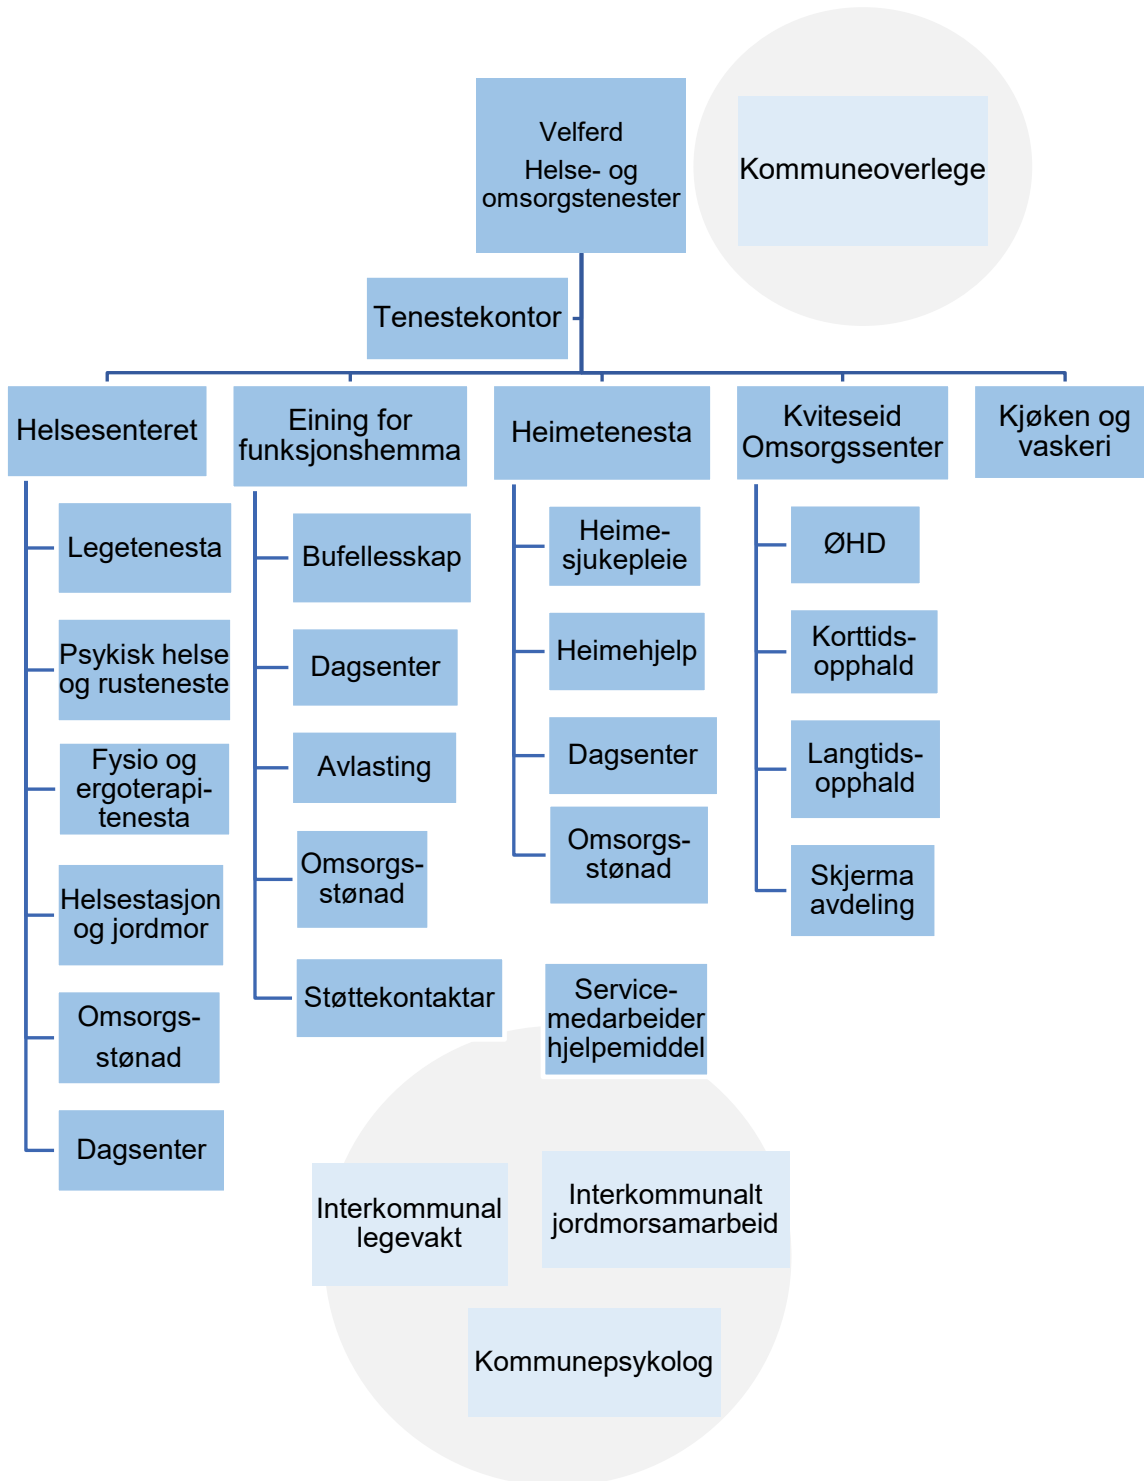 Velferd
Helse- og
omsorgstenester
Kommuneoverlege
Tenestekontor
Helsesenteret
Eining for
funksjonshemma
Heimetenesta
Kviteseid
Omsorgssenter
Kjøken og
vaskeri
Legetenesta
Psykisk helse
og rusteneste
Fysio og
ergoterapi-
tenesta
Helsestasjon
og jordmor
Omsorgs-
stønad
Dagsenter
Bufellesskap
Dagsenter
Avlasting
Omsorgs-
stønad
Støttekontaktar
Heime-
sjukepleie
Heimehjelp
Dagsenter
Omsorgs-
stønad
Service-
medarbeider
hjelpemiddel
ØHD
Korttids-
opphald
Langtids-
opphald
Skjerma
avdeling
Interkommunal
legevakt
Interkommunalt
jordmorsamarbeid
Kommunepsykolog